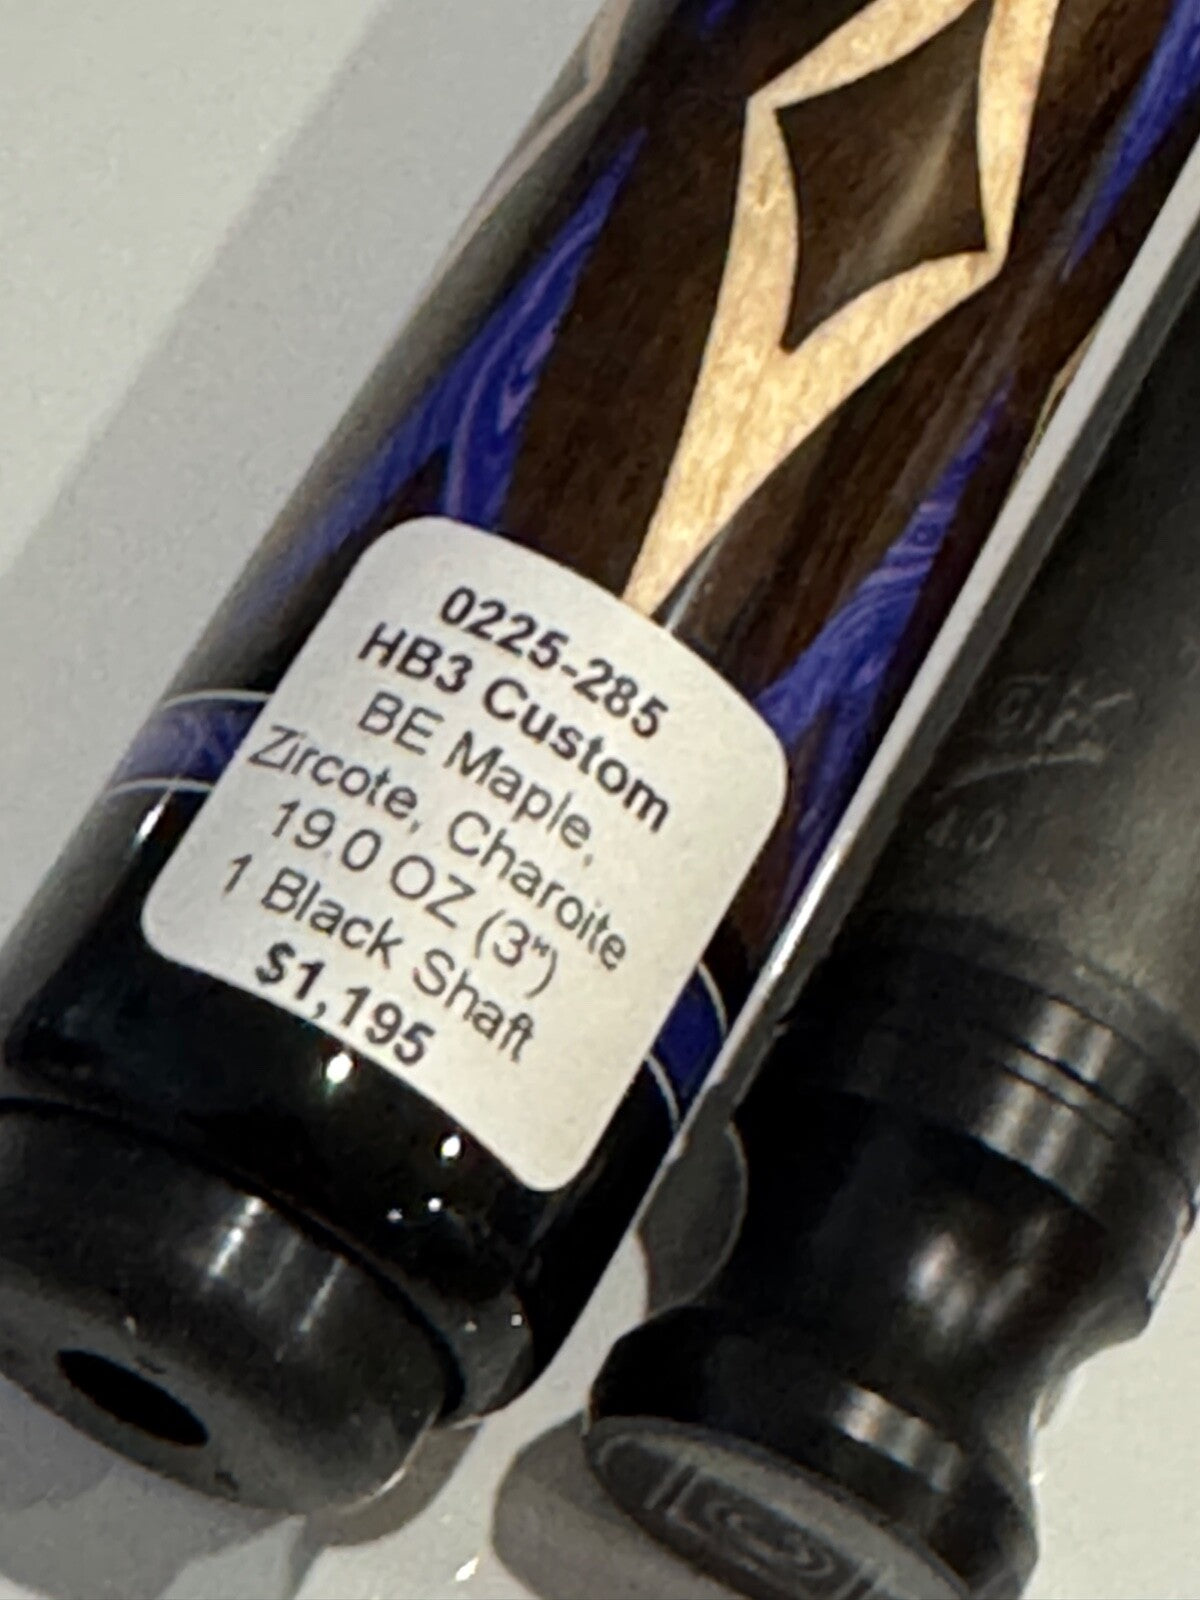 0225-285
HB3 Custom
BE Maple,
Zircote, Charoite
19.0 OZ (3")
1 Black Shaft
$1,195